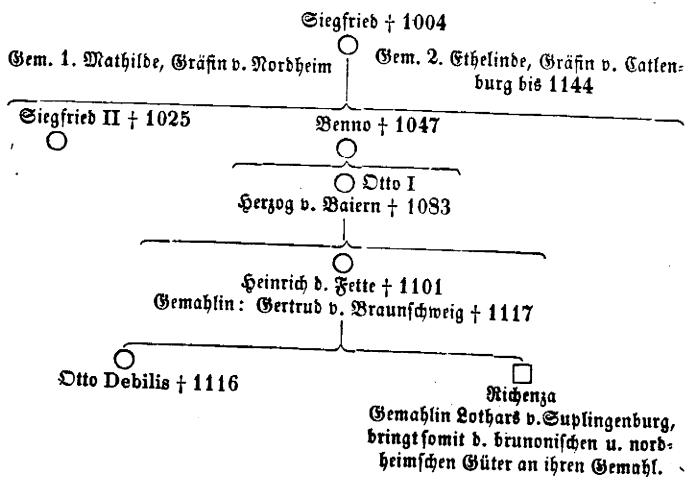 Siegfried † 1004
Gem. 1. Mathilde, Gräfin v. Nordheim
Gem. 2. Ethelinde, Gräfin v. Catlen-
burg bis 1144
Siegfried II † 1025
Benno † 1047
Otto I
Herzog v. Baiern † 1083
Heinrich d. Fette † 1101
Gemahlin: Gertrud v. Braunschweig † 1117
Otto Debilis † 1116
Richenza
Gemahlin Lothars v. Suplingenburg,
bringt somit d. brunonischen u. nord-
heimschen Güter an ihren Gemahl.